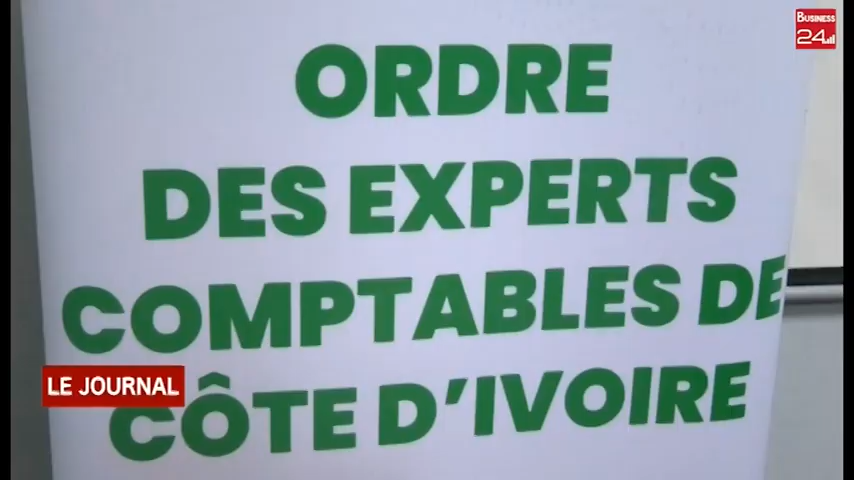 BUSINESS
24
ORDRE
DES EXPERTS
COMPTABLES DE
CÔTE D'IVOIRE
LE JOURNAL